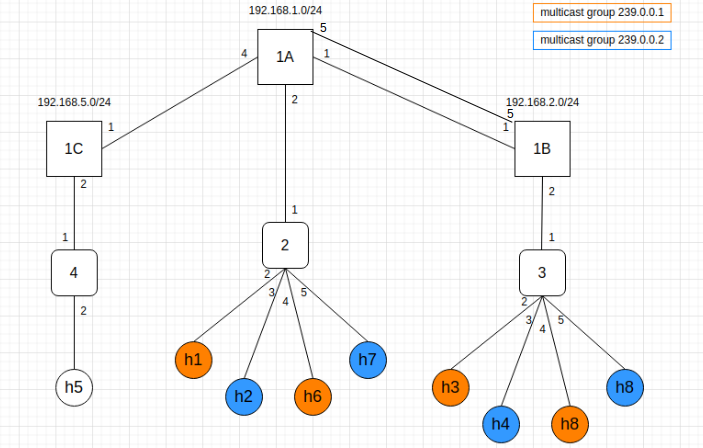 192.168.1.0/24
multicast group 239.0.0.1
multicast group 239.0.0.2
5
4
1A
1
2
192.168.5.0/24
192.168.2.0/24
5
1
1
1C
1B
2
2
1
1
1
2
4
3
2
2
3
4
5
2
3
4
5
h1
h7
h5
h2
h6
h3
h8
h4
h8